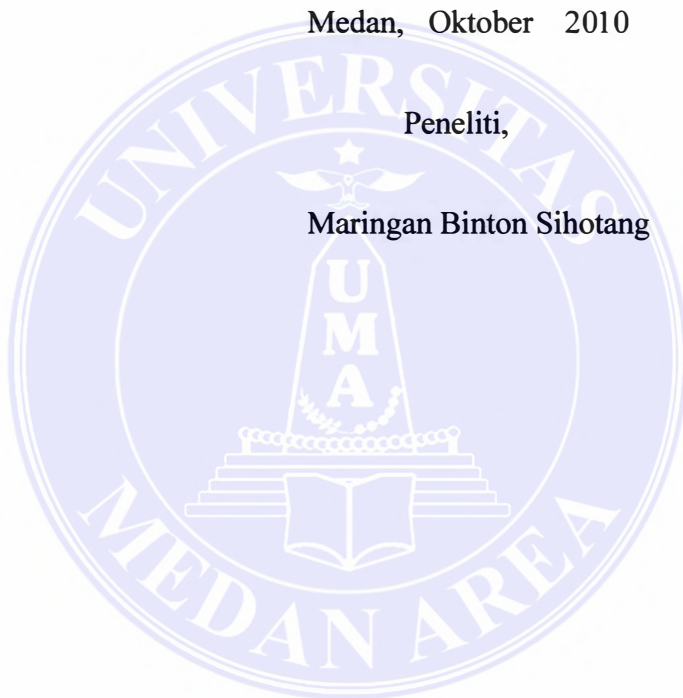 Medan, Oktober 2010
Peneliti,
Maringan Binton Sihotang
UNIVERSITAS
UMA
MEDAN AREA